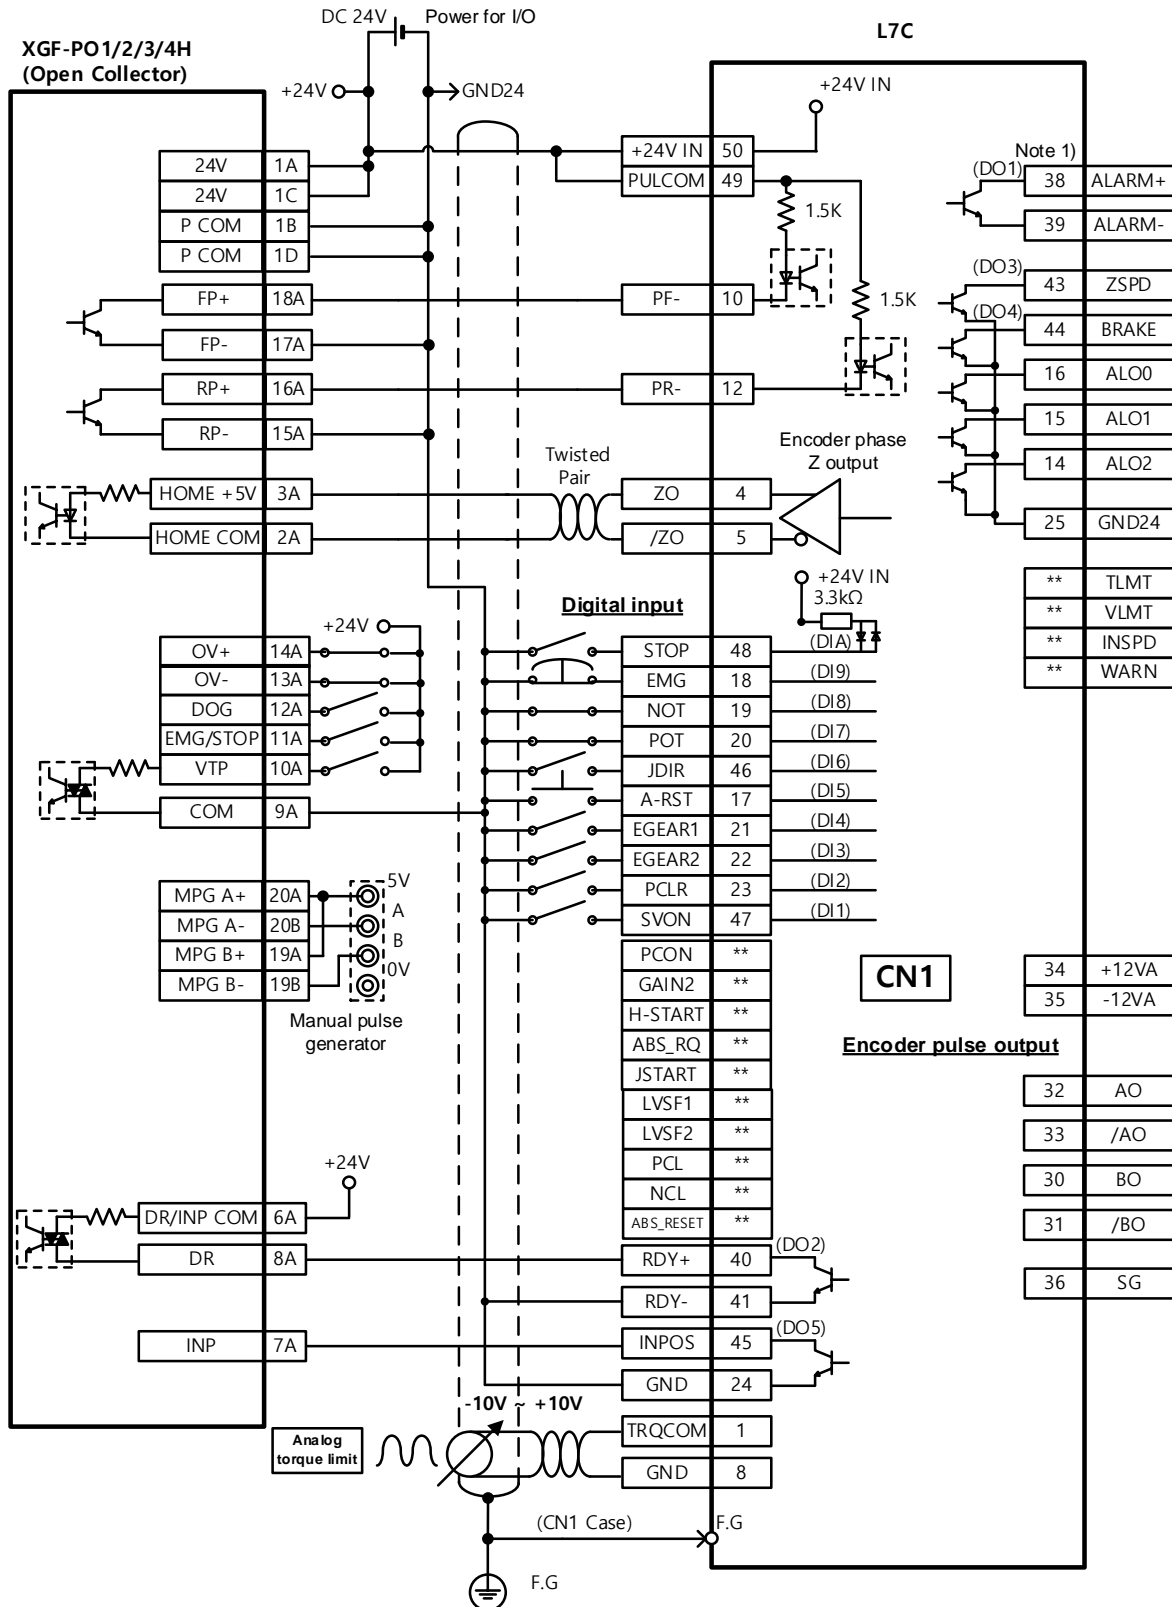 DC 24V
Power for I/O
XGF-PO1/2/3/4H
(Open Collector)
L7C
+24V
GND24
+24V IN
24V 1A
24V 1C
P COM 1B
P COM 1D
FP+ 18A
FP- 17A
RP+ 16A
RP- 15A
HOME +5V 3A
HOME COM 2A
Twisted
Pair
+24V IN 50
PULCOM 49
1.5K
1.5K
PF- 10
PR- 12
ZO 4
/ZO 5
Encoder phase
Z output
Note 1)
(DO1)
38 ALARM+
39 ALARM-
(DO3)
43 ZSPD
(DO4)
44 BRAKE
16 ALO0
15 ALO1
14 ALO2
25 GND24
** TLMT
** VLMT
** INSPD
** WARN
+24V IN
3.3kΩ
Digital input
+24V
OV+ 14A
OV- 13A
DOG 12A
EMG/STOP 11A
VTP 10A
COM 9A
STOP 48 (DIA)
EMG 18 (DI9)
NOT 19 (DI8)
POT 20 (DI7)
JDIR 46 (DI6)
A-RST 17 (DI5)
EGEAR1 21 (DI4)
EGEAR2 22 (DI3)
PCLR 23 (DI2)
SVON 47 (DI1)
PCON **
GAIN2 **
H-START **
ABS_RQ **
JSTART **
LVSF1 **
LVSF2 **
PCL **
NCL **
ABS_RESET **
MPG A+ 20A
MPG A- 20B
MPG B+ 19A
MPG B- 19B
5V
A
B
0V
Manual pulse
generator
CN1
34 +12VA
35 -12VA
Encoder pulse output
32 AO
33 /AO
30 BO
31 /BO
36 SG
+24V
DR/INP COM 6A
DR 8A
INP 7A
RDY+ 40 (DO2)
RDY- 41
INPOS 45 (DO5)
GND 24
-10V ~ +10V
Analog
torque limit
TRQCOM 1
GND 8
(CN1 Case)
F.G
F.G